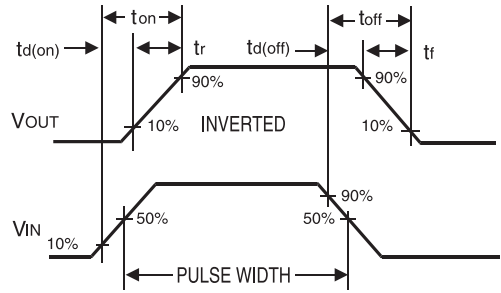 ton toff
td(on) tr td(off) tf
90% 90%
VOUT 10% INVERTED 10%
90%
50% 50%
VIN
10%
PULSE WIDTH